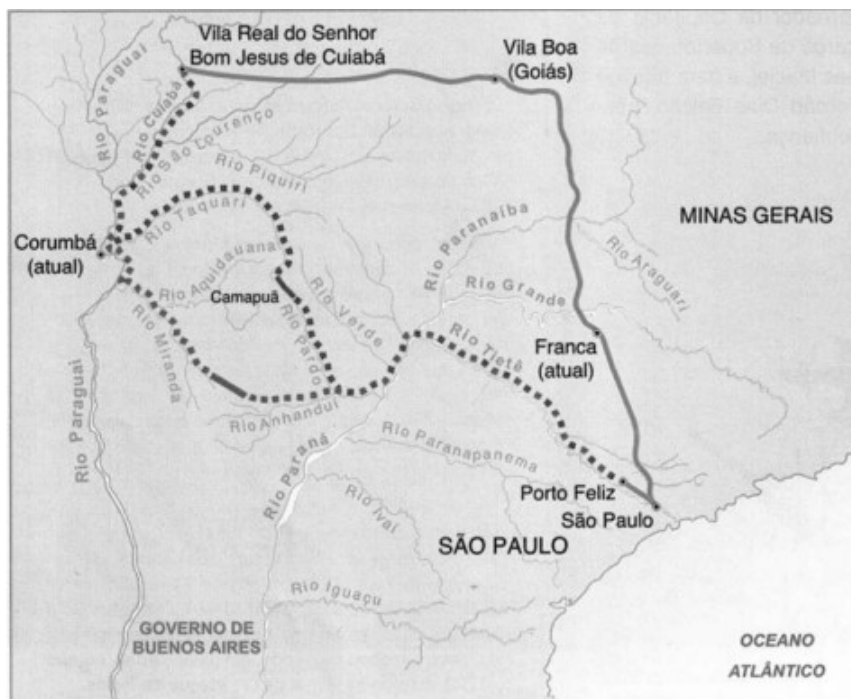 Vila Real do Senhor
Bom Jesus de Cuiabá
Vila Boa
(Goiás)
Rio Paraguai
Rio Cuiabá
Rio São Lourenço
Rio Piquiri
Rio Taquari
MINAS GERAIS
Corumbá
(atual)
Rio Aquidauana
Camapuã
Rio Paranaíba
Rio Araguari
Rio Verde
Rio Grande
Rio Pardo
Rio Miranda
Rio Tietê
Franca
(atual)
Rio Paraguai
Rio Anhanduí
Rio Paranapanema
Rio Paraná
Porto Feliz
São Paulo
Rio Ivaí
SÃO PAULO
Rio Iguaçu
GOVERNO DE
BUENOS AIRES
OCEANO
ATLÂNTICO